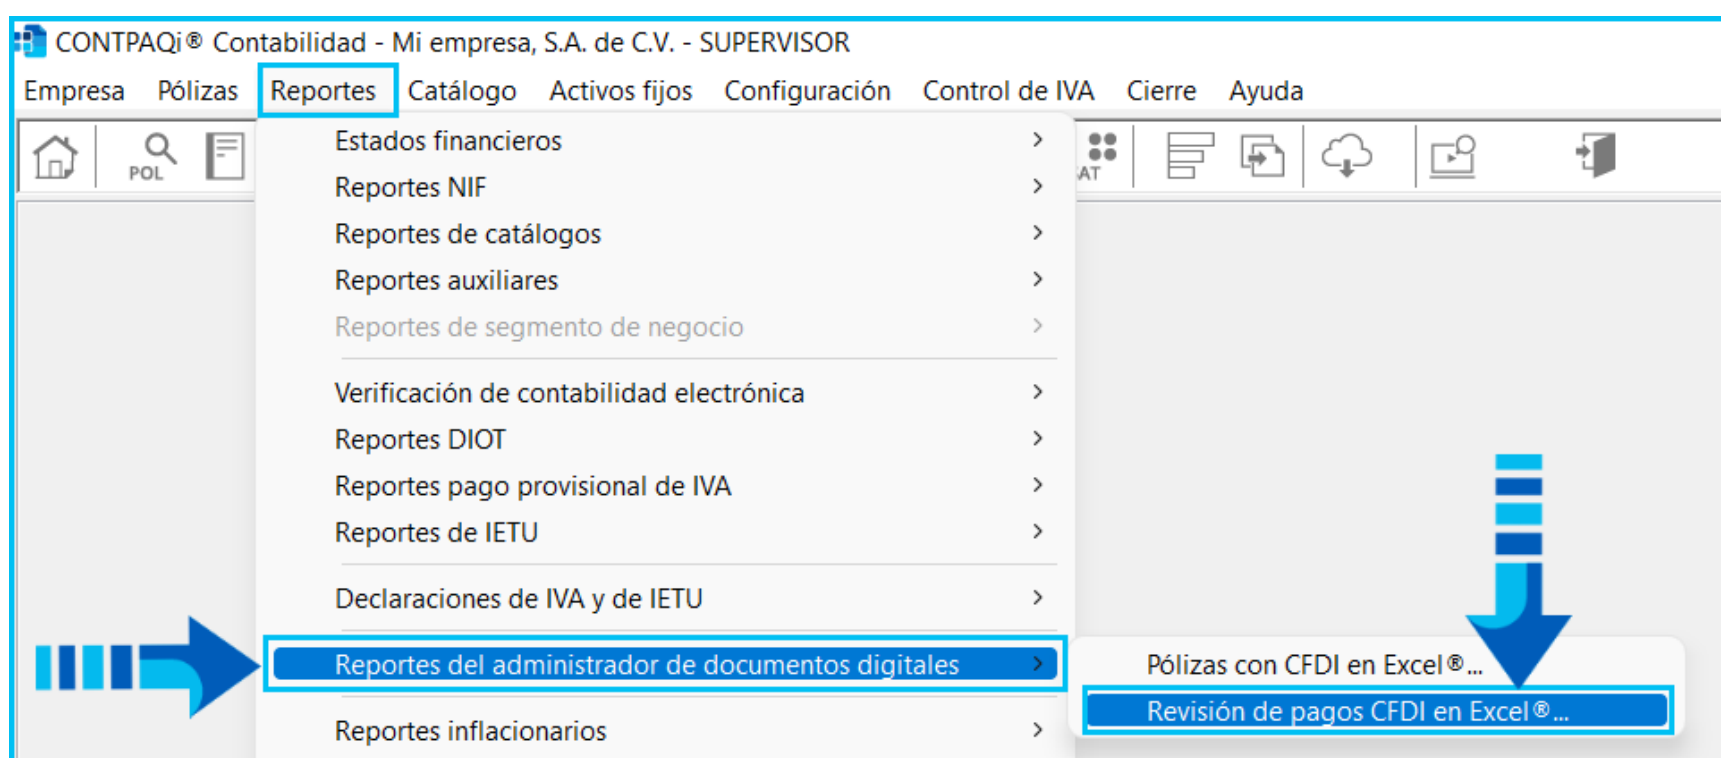 CONTPAQi® Contabilidad - Mi empresa, S.A. de C.V. - SUPERVISOR
Empresa Pólizas Reportes Catálogo Activos fijos Configuración Control de IVA Cierre Ayuda
POL AT
Estados financieros
Reportes NIF
Reportes de catálogos
Reportes auxiliares
Reportes de segmento de negocio
Verificación de contabilidad electrónica
Reportes DIOT
Reportes pago provisional de IVA
Reportes de IETU
Declaraciones de IVA y de IETU
Reportes del administrador de documentos digitales
Pólizas con CFDI en Excel®...
Revisión de pagos CFDI en Excel®...
Reportes inflacionarios